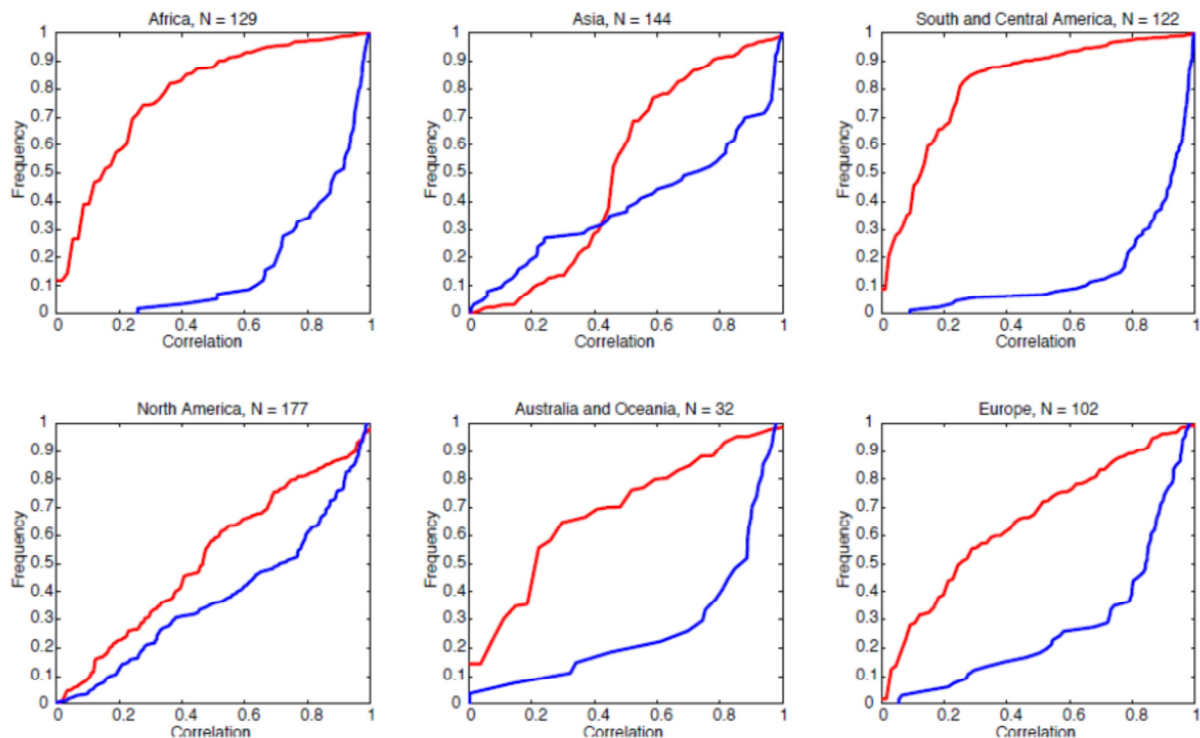 Africa, N = 129
1
0.9
0.8
0.7
0.6
0.5
0.4
0.3
0.2
0.1
0
Frequency
0 0.2 0.4 0.6 0.8 1
Correlation
Asia, N = 144
1
0.9
0.8
0.7
0.6
0.5
0.4
0.3
0.2
0.1
0
Frequency
0 0.2 0.4 0.6 0.8 1
Correlation
South and Central America, N = 122
1
0.9
0.8
0.7
0.6
0.5
0.4
0.3
0.2
0.1
0
Frequency
0 0.2 0.4 0.6 0.8 1
Correlation
North America, N = 177
1
0.9
0.8
0.7
0.6
0.5
0.4
0.3
0.2
0.1
0
Frequency
0 0.2 0.4 0.6 0.8 1
Correlation
Australia and Oceania, N = 32
1
0.9
0.8
0.7
0.6
0.5
0.4
0.3
0.2
0.1
0
Frequency
0 0.2 0.4 0.6 0.8 1
Correlation
Europe, N = 102
1
0.9
0.8
0.7
0.6
0.5
0.4
0.3
0.2
0.1
0
Frequency
0 0.2 0.4 0.6 0.8 1
Correlation